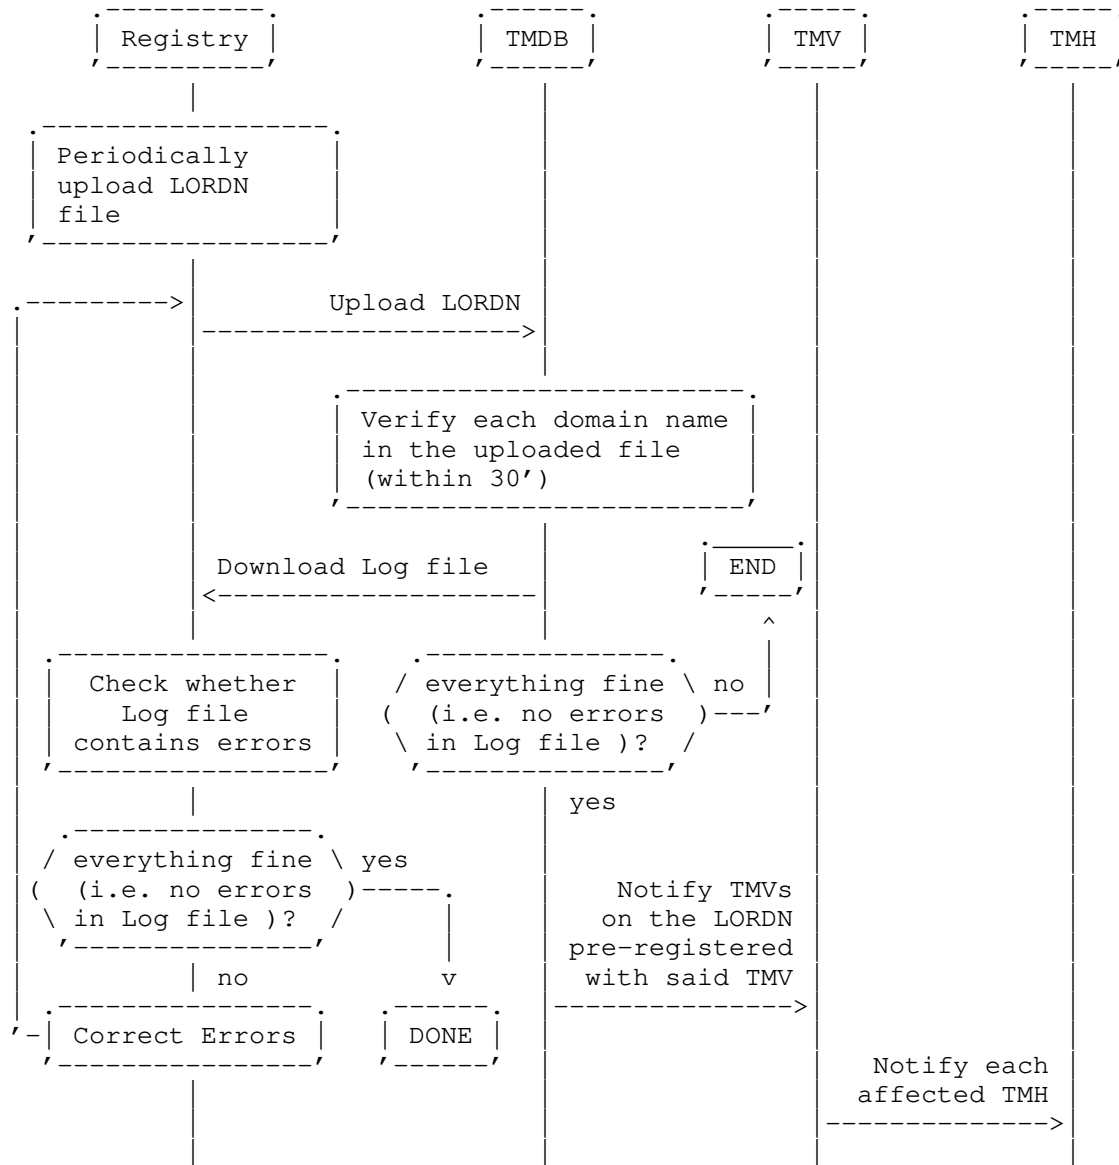 Registry
TMDB
TMV
TMH
Periodically
upload LORDN
file
Upload LORDN
Verify each domain name
in the uploaded file
(within 30')
Download Log file
END
Check whether
Log file
contains errors
everything fine
(i.e. no errors
in Log file )?
no
yes
everything fine
(i.e. no errors
in Log file )?
yes
no
Notify TMVs
on the LORDN
pre-registered
with said TMV
Correct Errors
DONE
Notify each
affected TMH